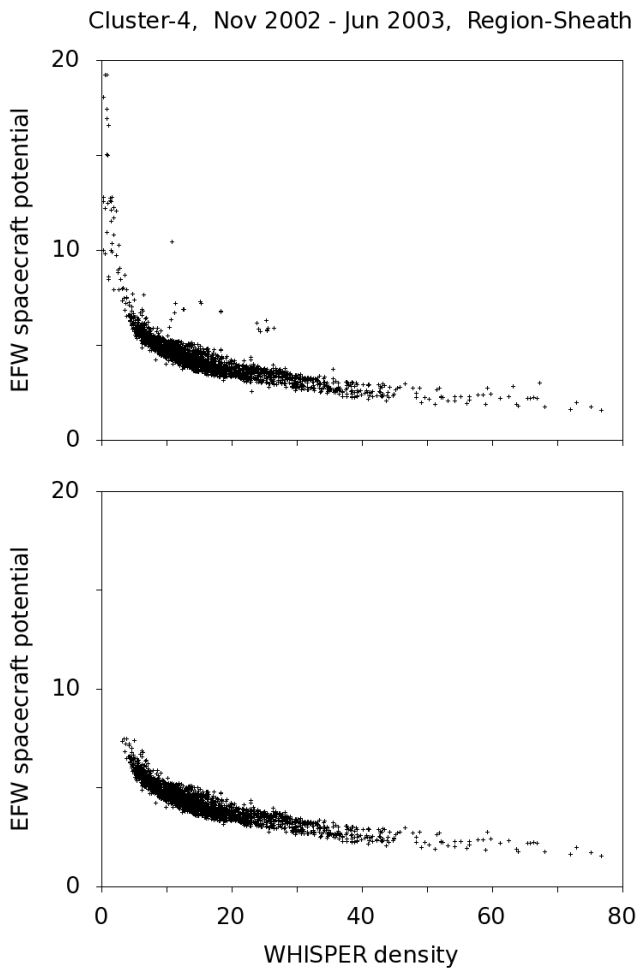 Cluster-4, Nov 2002 - Jun 2003, Region-Sheath
20
10
0
EFW spacecraft potential
20
10
0
EFW spacecraft potential
0 20 40 60 80
WHISPER density